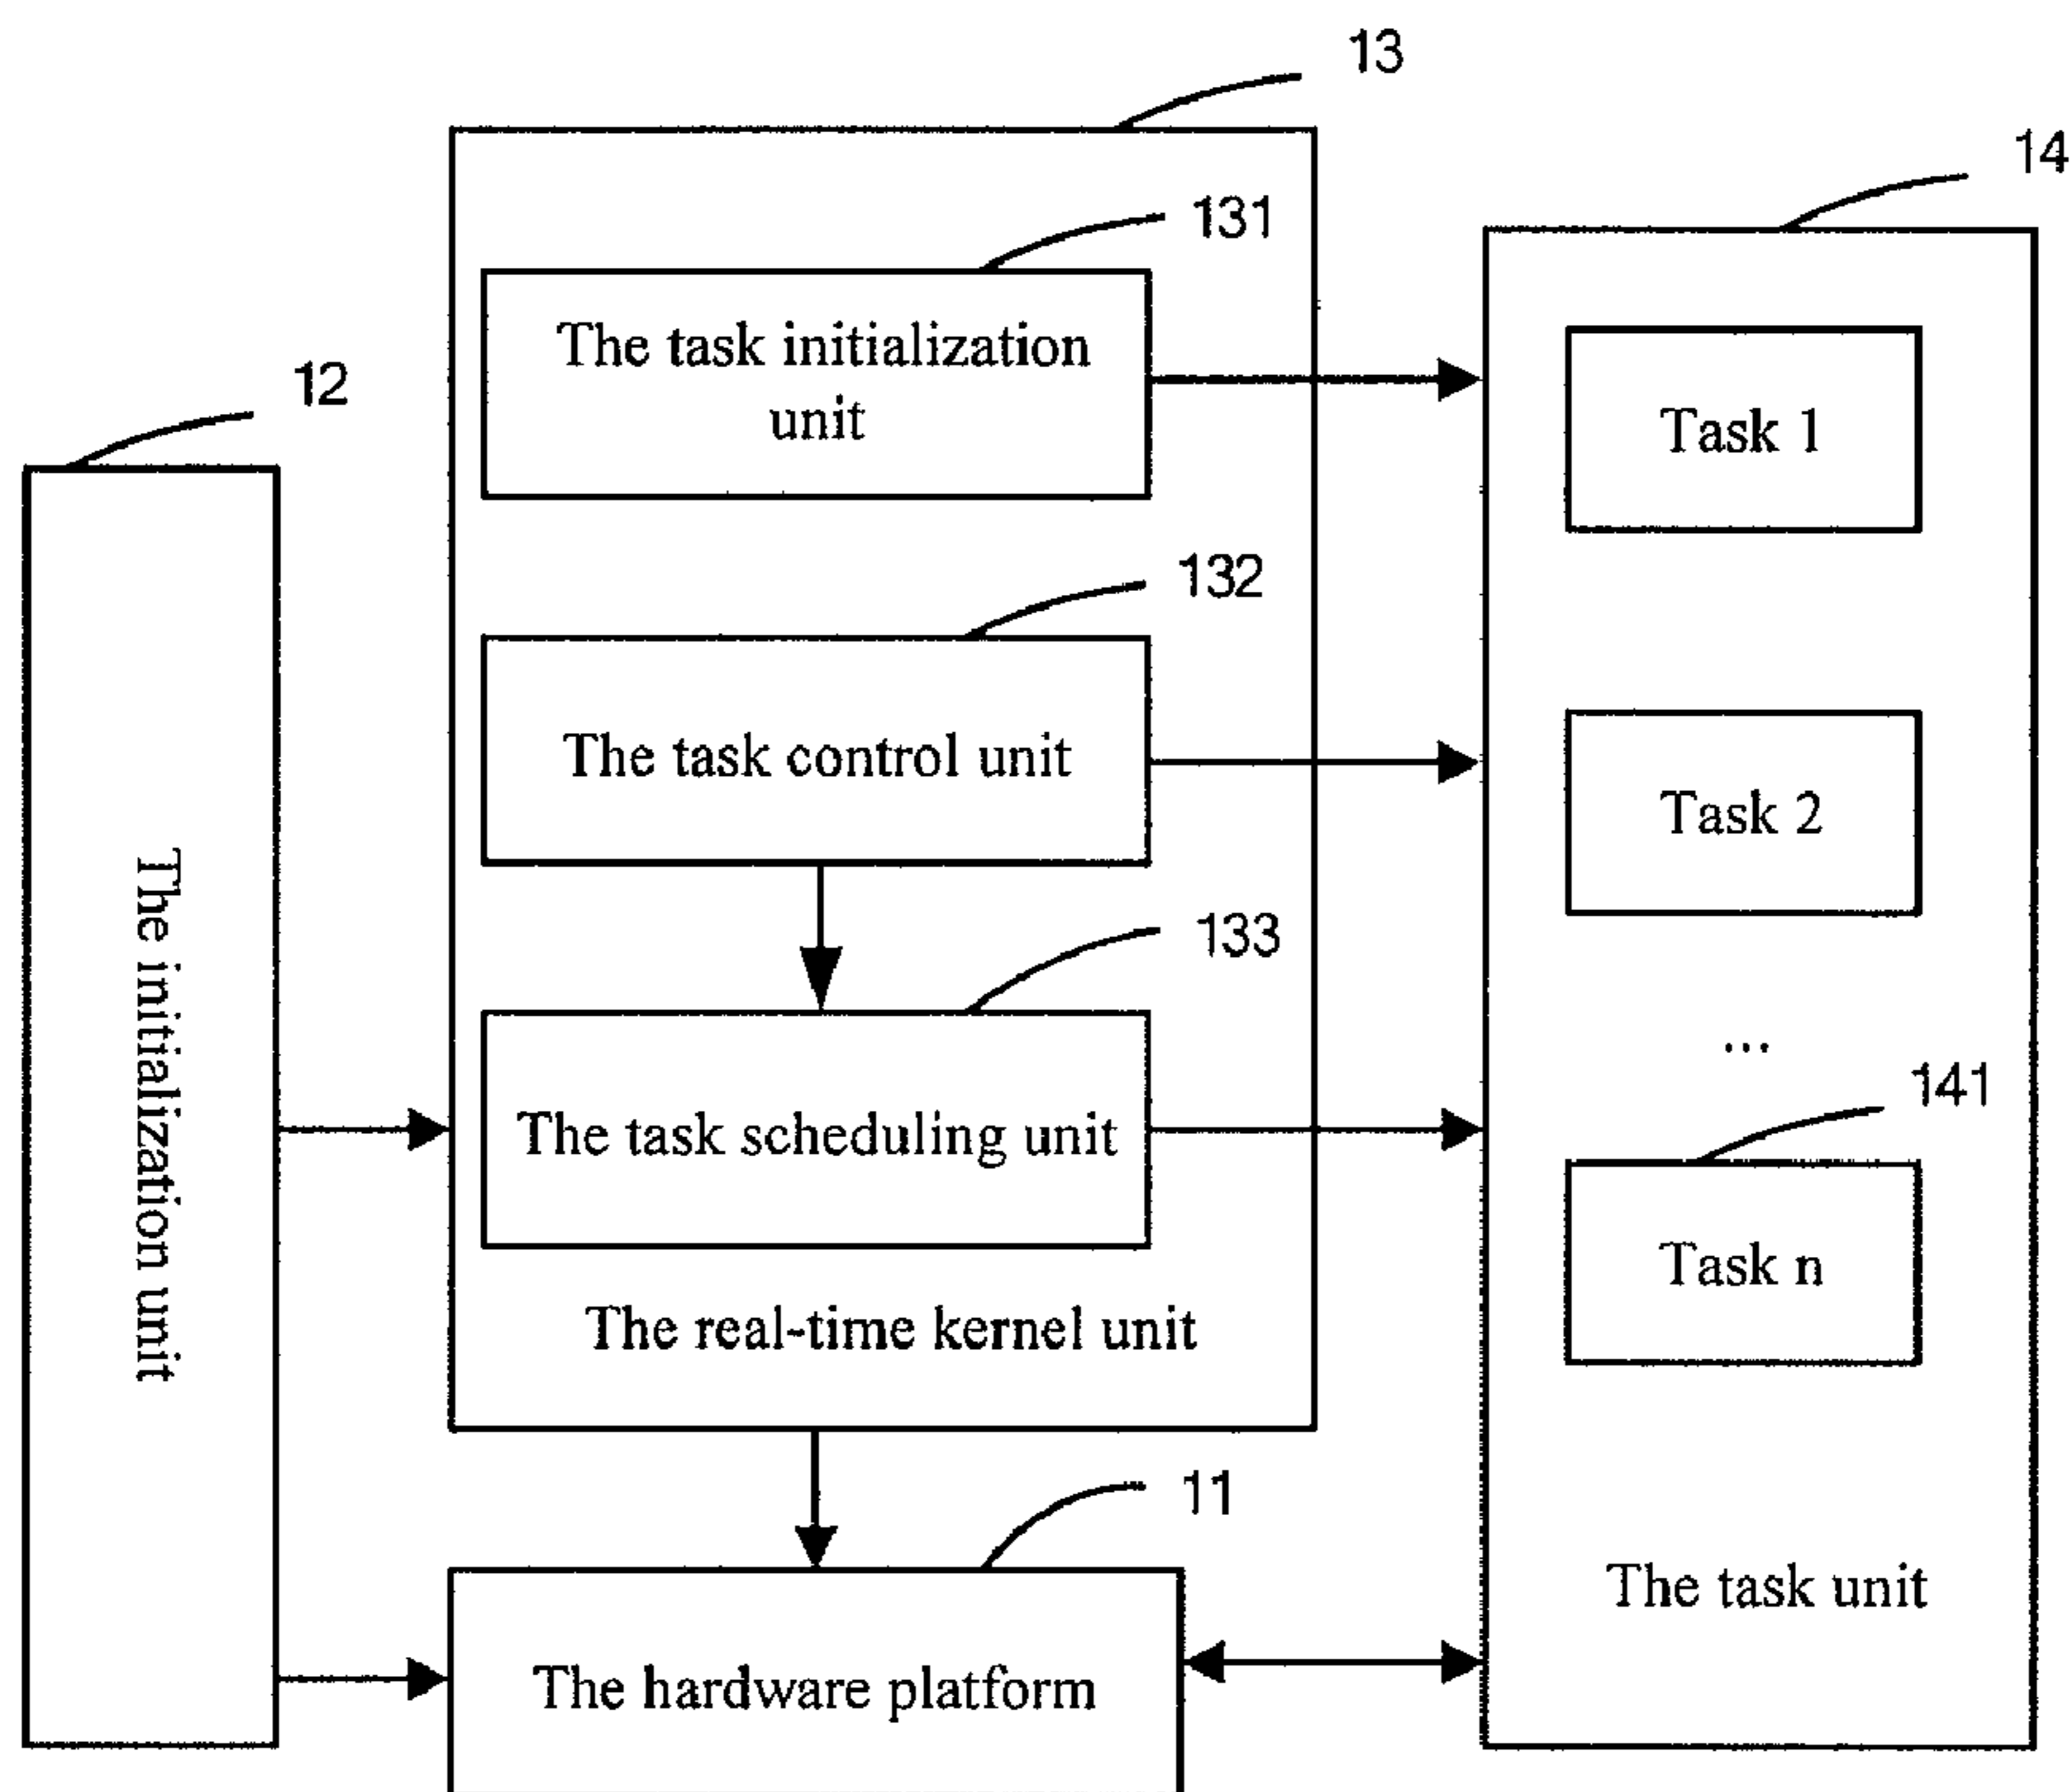 13
14
131
The task initialization
unit
12
Task 1
132
The task control unit
Task 2
133
The task scheduling unit
...
141
Task n
The initialization unit
The real-time kernel unit
11
The hardware platform
The task unit